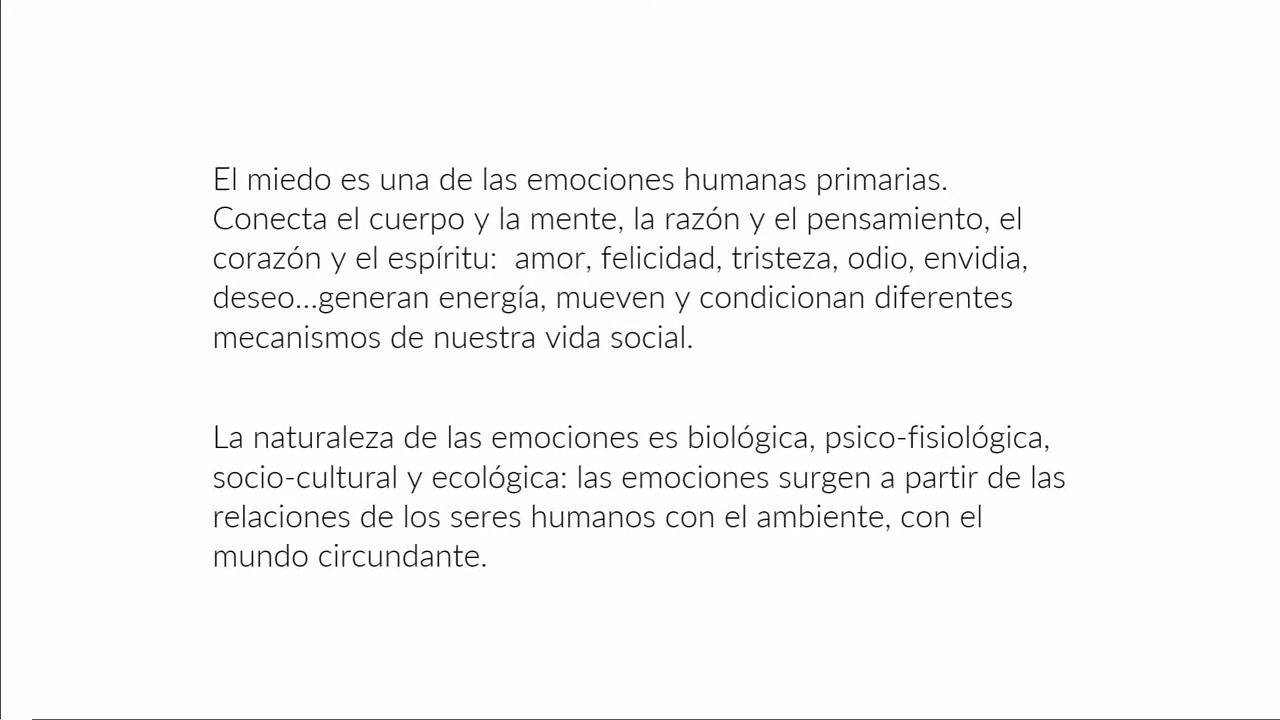 El miedo es una de las emociones humanas primarias.
Conecta el cuerpo y la mente, la razón y el pensamiento, el
corazón y el espíritu:  amor, felicidad, tristeza, odio, envidia,
deseo...generan energía, mueven y condicionan diferentes
mecanismos de nuestra vida social.
La naturaleza de las emociones es biológica, psico-fisiológica,
socio-cultural y ecológica: las emociones surgen a partir de las
relaciones de los seres humanos con el ambiente, con el
mundo circundante.